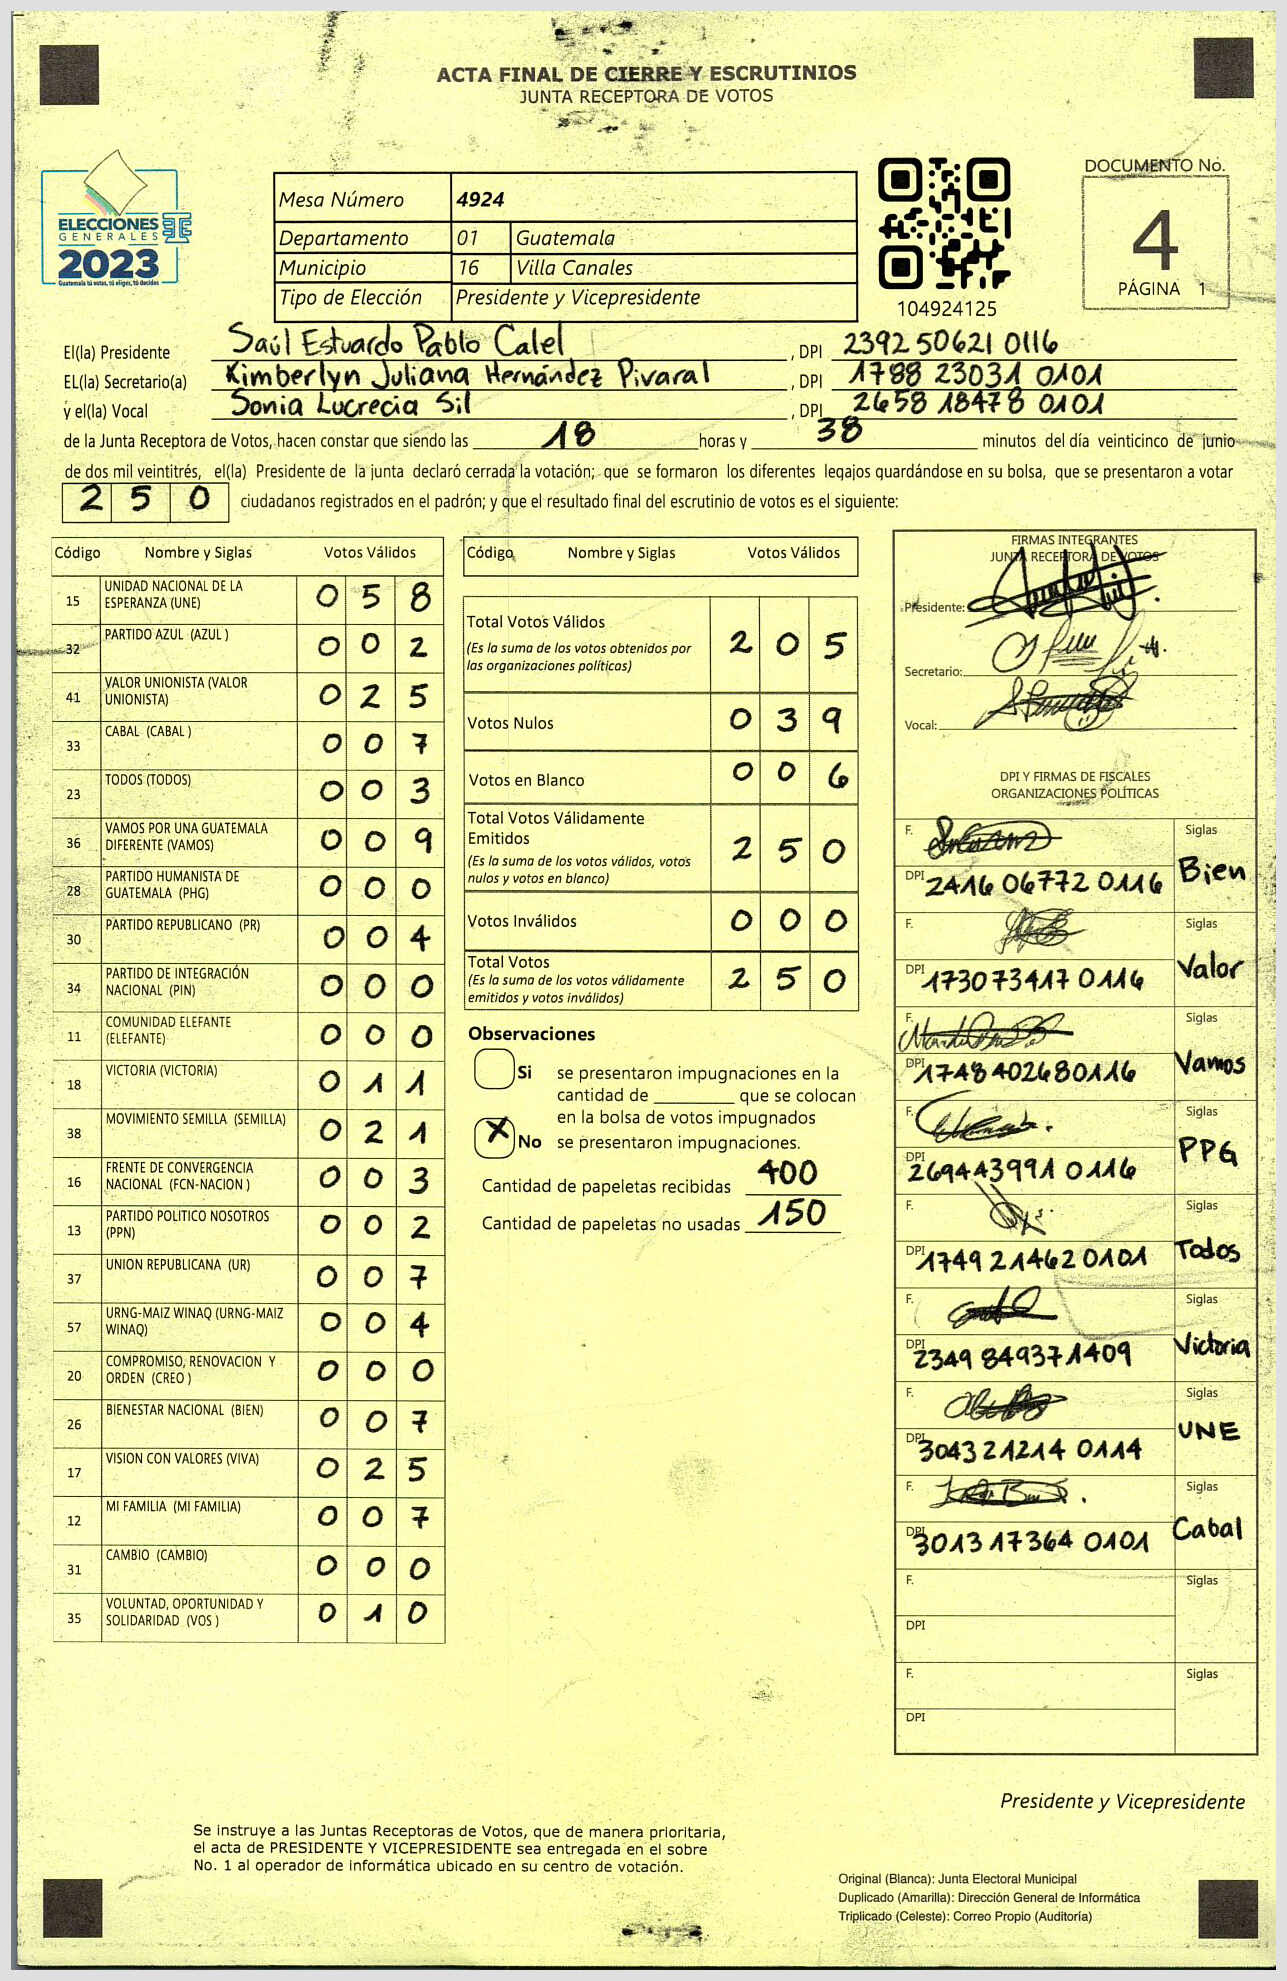 ACTA FINAL DE CIERRE Y ESCRUTINIOS
JUNTA RECEPTORA DE VOTOS
ELECCIONES
GENERALES
2023
Guatemala tú votas, tú eliges, tú decides
Mesa Número 4924
Departamento 01 Guatemala
Municipio 16 Villa Canales
Tipo de Elección Presidente y Vicepresidente
104924125
DOCUMENTO No.
4
PÁGINA 1
El(la) Presidente Saúl Estuardo Pablo Calel, DPI 2392 50621 0116
EL(la) Secretario(a) Kimberlyn Juliana Hernández Pivaral, DPI 1788 23031 0101
y el(la) Vocal Sonia Lucrecia Sil, DPI 2658 18478 0101
de la Junta Receptora de Votos, hacen constar que siendo las 18 horas y 38 minutos del día veinticinco de junio
de dos mil veintitrés, el(la) Presidente de la junta declaró cerrada la votación; que se formaron los diferentes legajos guardándose en su bolsa, que se presentaron a votar
2 5 0 ciudadanos registrados en el padrón; y que el resultado final del escrutinio de votos es el siguiente:
Código Nombre y Siglas Votos Válidos
15 UNIDAD NACIONAL DE LA ESPERANZA (UNE) 0 5 8
32 PARTIDO AZUL (AZUL ) 0 0 2
41 VALOR UNIONISTA (VALOR UNIONISTA) 0 2 5
33 CABAL (CABAL ) 0 0 7
23 TODOS (TODOS) 0 0 3
36 VAMOS POR UNA GUATEMALA DIFERENTE (VAMOS) 0 0 9
28 PARTIDO HUMANISTA DE GUATEMALA (PHG) 0 0 0
30 PARTIDO REPUBLICANO (PR) 0 0 4
34 PARTIDO DE INTEGRACIÓN NACIONAL (PIN) 0 0 0
11 COMUNIDAD ELEFANTE (ELEFANTE) 0 0 0
18 VICTORIA (VICTORIA) 0 1 1
38 MOVIMIENTO SEMILLA (SEMILLA) 0 2 1
16 FRENTE DE CONVERGENCIA NACIONAL (FCN-NACION ) 0 0 3
13 PARTIDO POLITICO NOSOTROS (PPN) 0 0 2
37 UNION REPUBLICANA (UR) 0 0 7
57 URNG-MAIZ WINAQ (URNG-MAIZ WINAQ) 0 0 4
20 COMPROMISO, RENOVACION Y ORDEN (CREO ) 0 0 0
26 BIENESTAR NACIONAL (BIEN) 0 0 7
17 VISION CON VALORES (VIVA) 0 2 5
12 MI FAMILIA (MI FAMILIA) 0 0 7
31 CAMBIO (CAMBIO) 0 0 0
35 VOLUNTAD, OPORTUNIDAD Y SOLIDARIDAD (VOS ) 0 1 0
Código Nombre y Siglas Votos Válidos
Total Votos Válidos 2 0 5
(Es la suma de los votos obtenidos por
las organizaciones políticas)
Votos Nulos 0 3 9
Votos en Blanco 0 0 6
Total Votos Válidamente
Emitidos 2 5 0
(Es la suma de los votos válidos, votos
nulos y votos en blanco)
Votos Inválidos 0 0 0
Total Votos 2 5 0
(Es la suma de los votos válidamente
emitidos y votos inválidos)
Observaciones
Si se presentaron impugnaciones en la
cantidad de ________ que se colocan
en la bolsa de votos impugnados
X No se presentaron impugnaciones.
Cantidad de papeletas recibidas 400
Cantidad de papeletas no usadas 150
FIRMAS INTEGRANTES
JUNTA RECEPTORA DE VOTOS
Presidente:
Secretario:
Vocal:
DPI Y FIRMAS DE FISCALES
ORGANIZACIONES POLÍTICAS
F. Siglas
DPI 2416 06772 0116 Bien
F. Siglas
DPI 173073417 0116 Valor
F. Siglas
DPI 1748402680116 Vamos
F. Siglas
DPI 269443991 0116 PPG
F. Siglas
DPI 1749 21462 0101 Todos
F. Siglas
DPI 2349 849371409 Victoria
F. Siglas
DPI 304321214 0114 UNE
F. Siglas
DPI 3013 17364 0101 Cabal
F. Siglas
DPI
F. Siglas
DPI
Presidente y Vicepresidente
Se instruye a las Juntas Receptoras de Votos, que de manera prioritaria,
el acta de PRESIDENTE Y VICEPRESIDENTE sea entregada en el sobre
No. 1 al operador de informática ubicado en su centro de votación.
Original (Blanca): Junta Electoral Municipal
Duplicado (Amarilla): Dirección General de Informática
Triplicado (Celeste): Correo Propio (Auditoría)